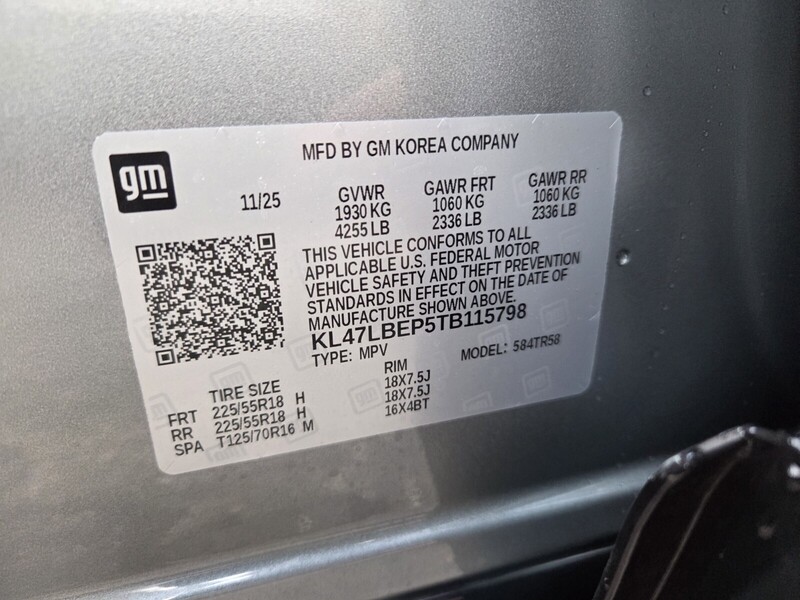 gm
MFD BY GM KOREA COMPANY
11/25
GVWR GAWR FRT GAWR RR
1930 KG 1060 KG 1060 KG
4255 LB 2336 LB 2336 LB
THIS VEHICLE CONFORMS TO ALL
APPLICABLE U.S. FEDERAL MOTOR
VEHICLE SAFETY AND THEFT PREVENTION
STANDARDS IN EFFECT ON THE DATE OF
MANUFACTURE SHOWN ABOVE.
KL47LBEP5TB115798
TYPE: MPV MODEL: 584TR58
TIRE SIZE RIM
FRT 225/55R18 H 18X7.5J
RR 225/55R18 H 18X7.5J
SPA T125/70R16 M 16X4BT